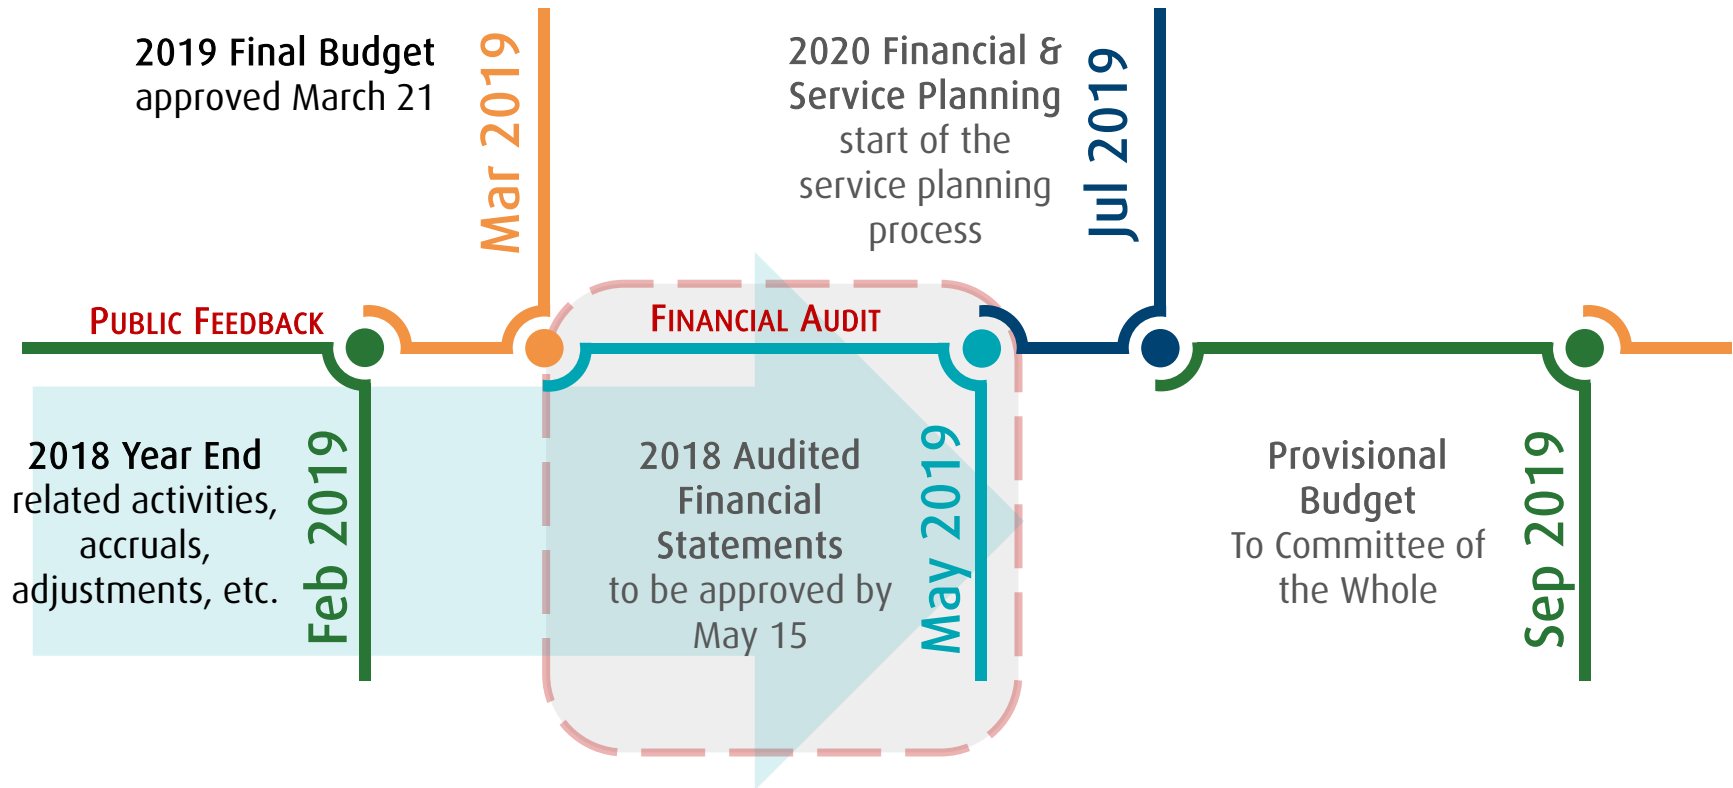 2019 Final Budget
approved March 21
Mar 2019
2020 Financial &
Service Planning
start of the
service planning
process
Jul 2019
PUBLIC FEEDBACK
FINANCIAL AUDIT
2018 Year End
related activities,
accruals,
adjustments, etc.
Feb 2019
2018 Audited
Financial
Statements
to be approved by
May 15
May 2019
Provisional
Budget
To Committee of
the Whole
Sep 2019